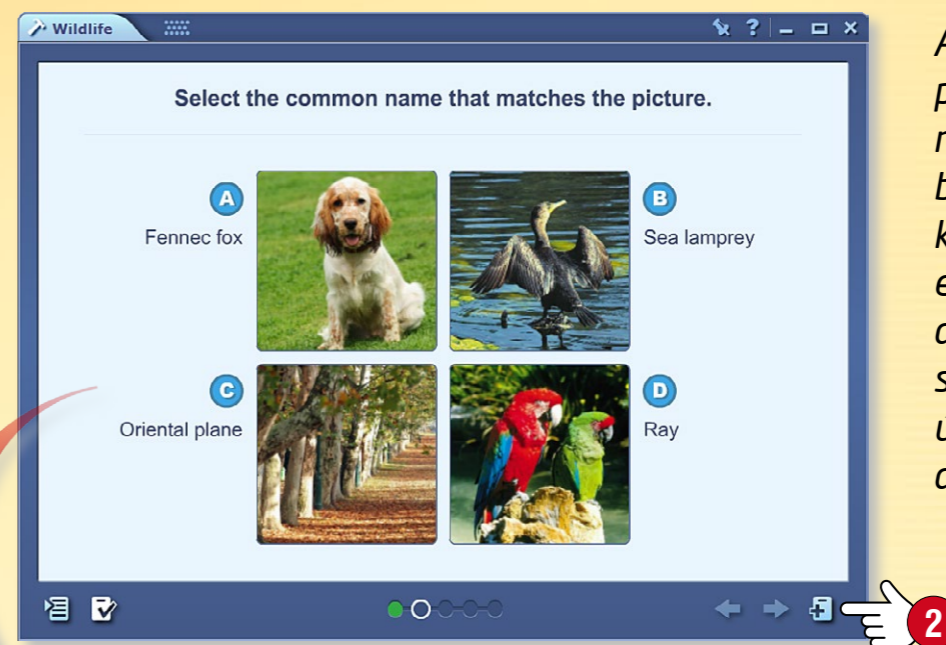 Wildlife
Select the common name that matches the picture.
A
Fennec fox
B
Sea lamprey
C
Oriental plane
D
Ray
2